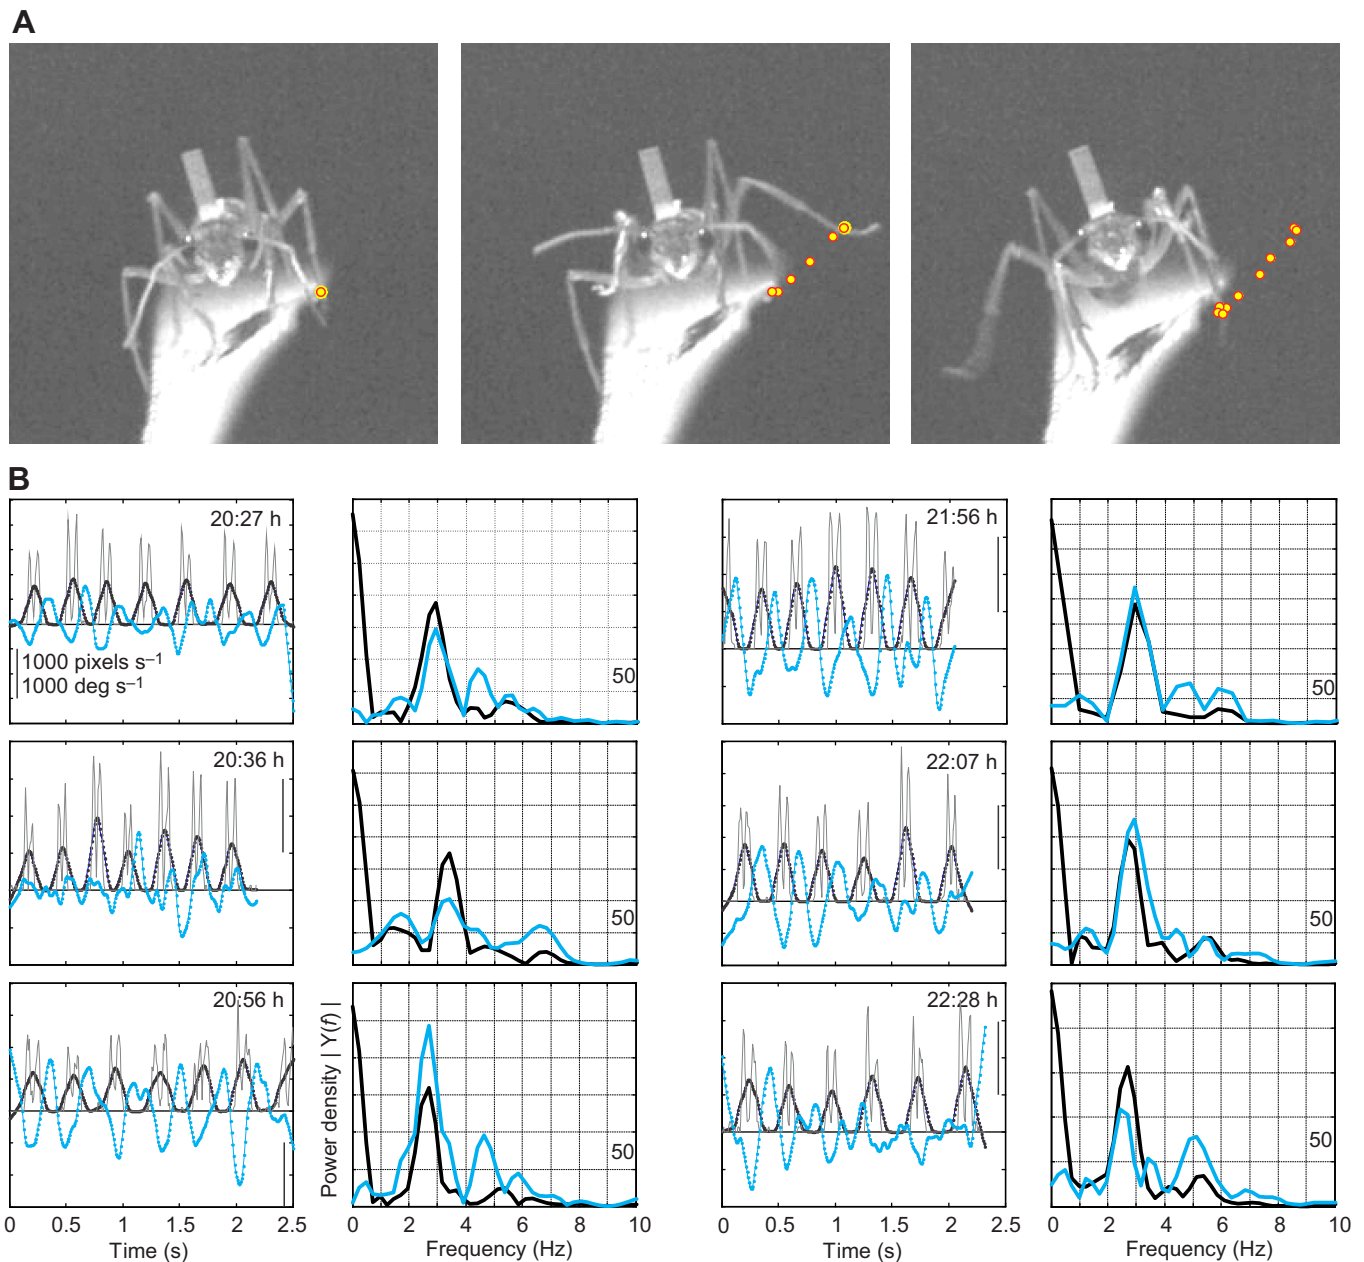 A
B
20:27 h
1000 pixels s⁻¹
1000 deg s⁻¹
50
21:56 h
50
20:36 h
50
22:07 h
50
20:56 h
Power density | Y(f) |
50
22:28 h
50
0 0.5 1 1.5 2 2.5
0 2 4 6 8 10
0 0.5 1 1.5 2 2.5
0 2 4 6 8 10
Time (s)
Frequency (Hz)
Time (s)
Frequency (Hz)